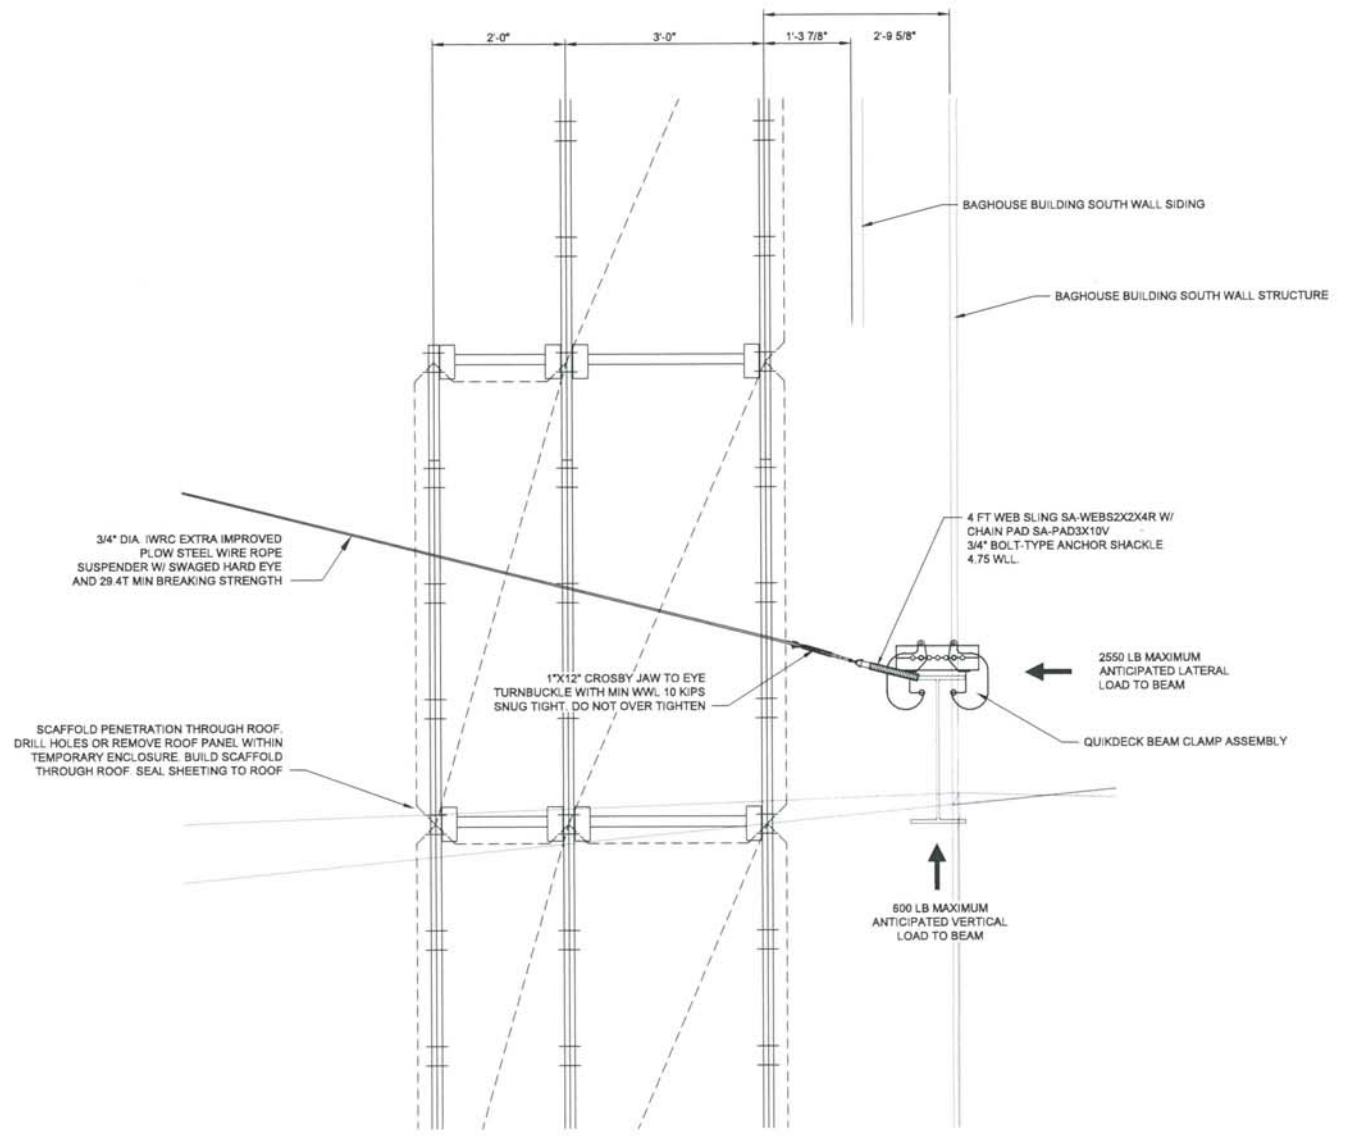 2'-0"
3'-0"
1'-3 7/8"
2'-9 5/8"
BAGHOUSE BUILDING SOUTH WALL SIDING
BAGHOUSE BUILDING SOUTH WALL STRUCTURE
3/4" DIA. IWRC EXTRA IMPROVED
PLOW STEEL WIRE ROPE
SUSPENDER W/ SWAGED HARD EYE
AND 29.4T MIN BREAKING STRENGTH
4 FT WEB SLING SA-WEBS2X2X4R W/
CHAIN PAD SA-PAD3X10V
3/4" BOLT-TYPE ANCHOR SHACKLE
4.75 WLL.
1"X12" CROSBY JAW TO EYE
TURNBUCKLE WITH MIN WWL 10 KIPS
SNUG TIGHT. DO NOT OVER TIGHTEN
2550 LB MAXIMUM
ANTICIPATED LATERAL
LOAD TO BEAM
QUIKDECK BEAM CLAMP ASSEMBLY
SCAFFOLD PENETRATION THROUGH ROOF.
DRILL HOLES OR REMOVE ROOF PANEL WITHIN
TEMPORARY ENCLOSURE. BUILD SCAFFOLD
THROUGH ROOF. SEAL SHEETING TO ROOF
600 LB MAXIMUM
ANTICIPATED VERTICAL
LOAD TO BEAM